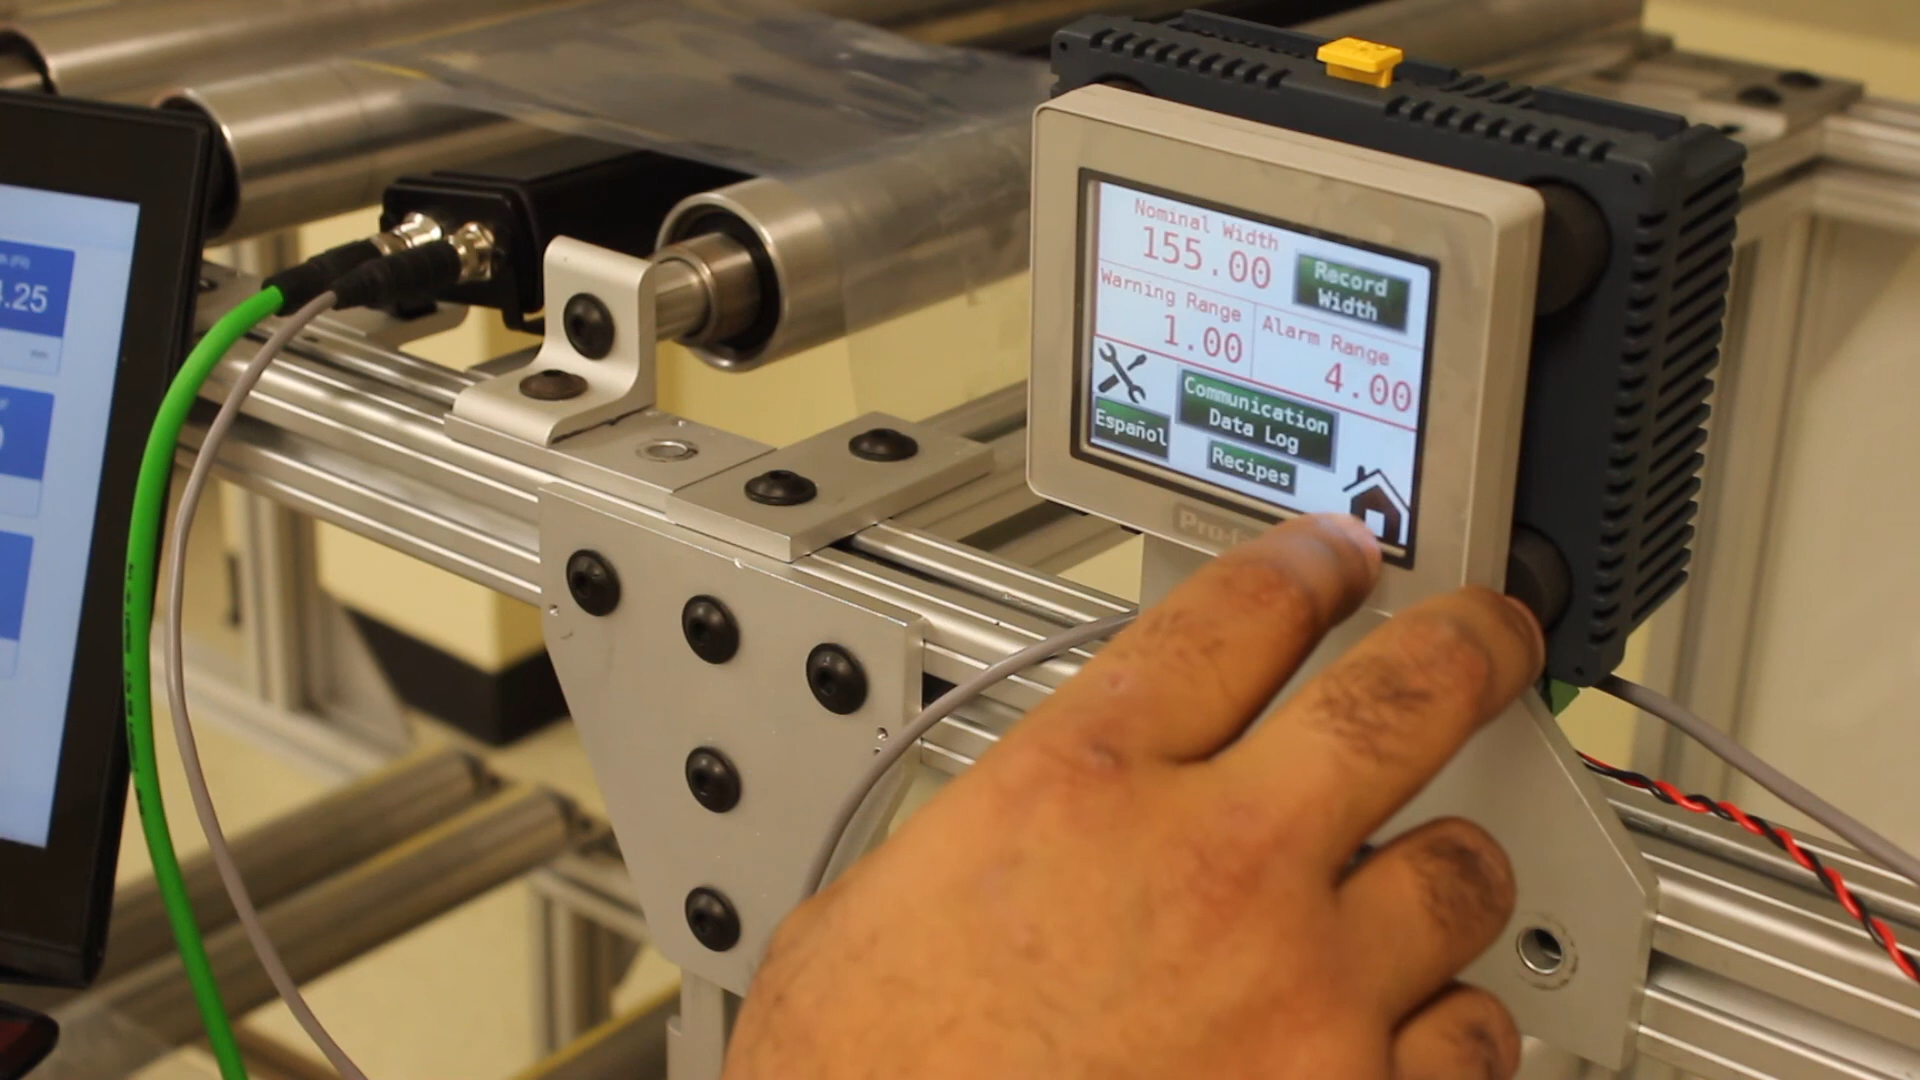 Nominal Width
155.00
Record
Width
Warning Range
1.00
Alarm Range
4.00
Communication
Data Log
Español
Recipes
.25